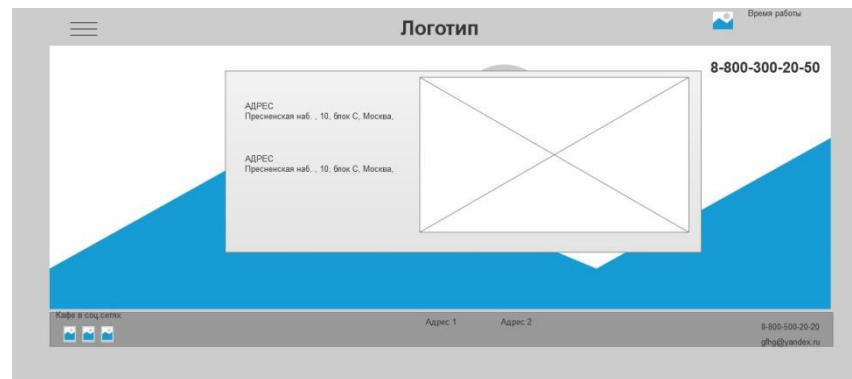 Логотип
Время работы
8-800-300-20-50
АДРЕС
Пресненская наб. , 10, блок С, Москва,
АДРЕС
Пресненская наб. , 10, блок С, Москва,
Кафе в соц.сетях
Адрес 1
Адрес 2
8-800-500-20-20
gfhg@yandex.ru